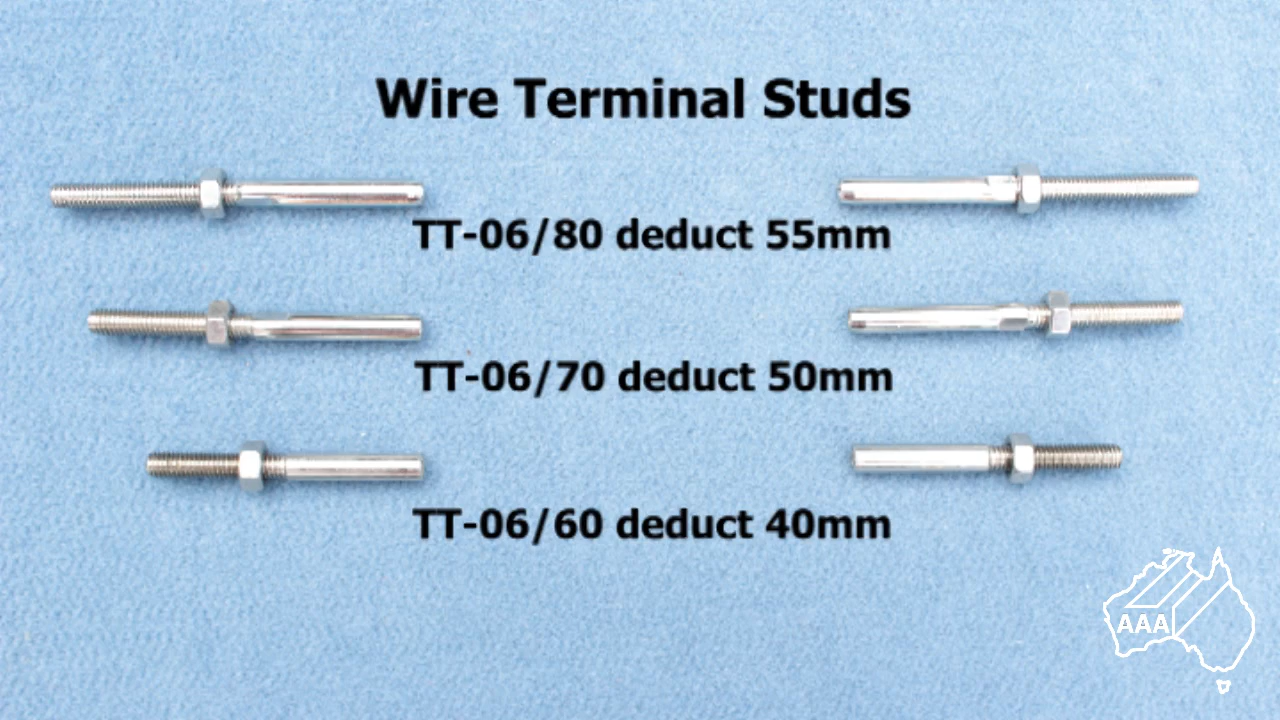 Wire Terminal Studs
TT-06/80 deduct 55mm
TT-06/70 deduct 50mm
TT-06/60 deduct 40mm
AAA